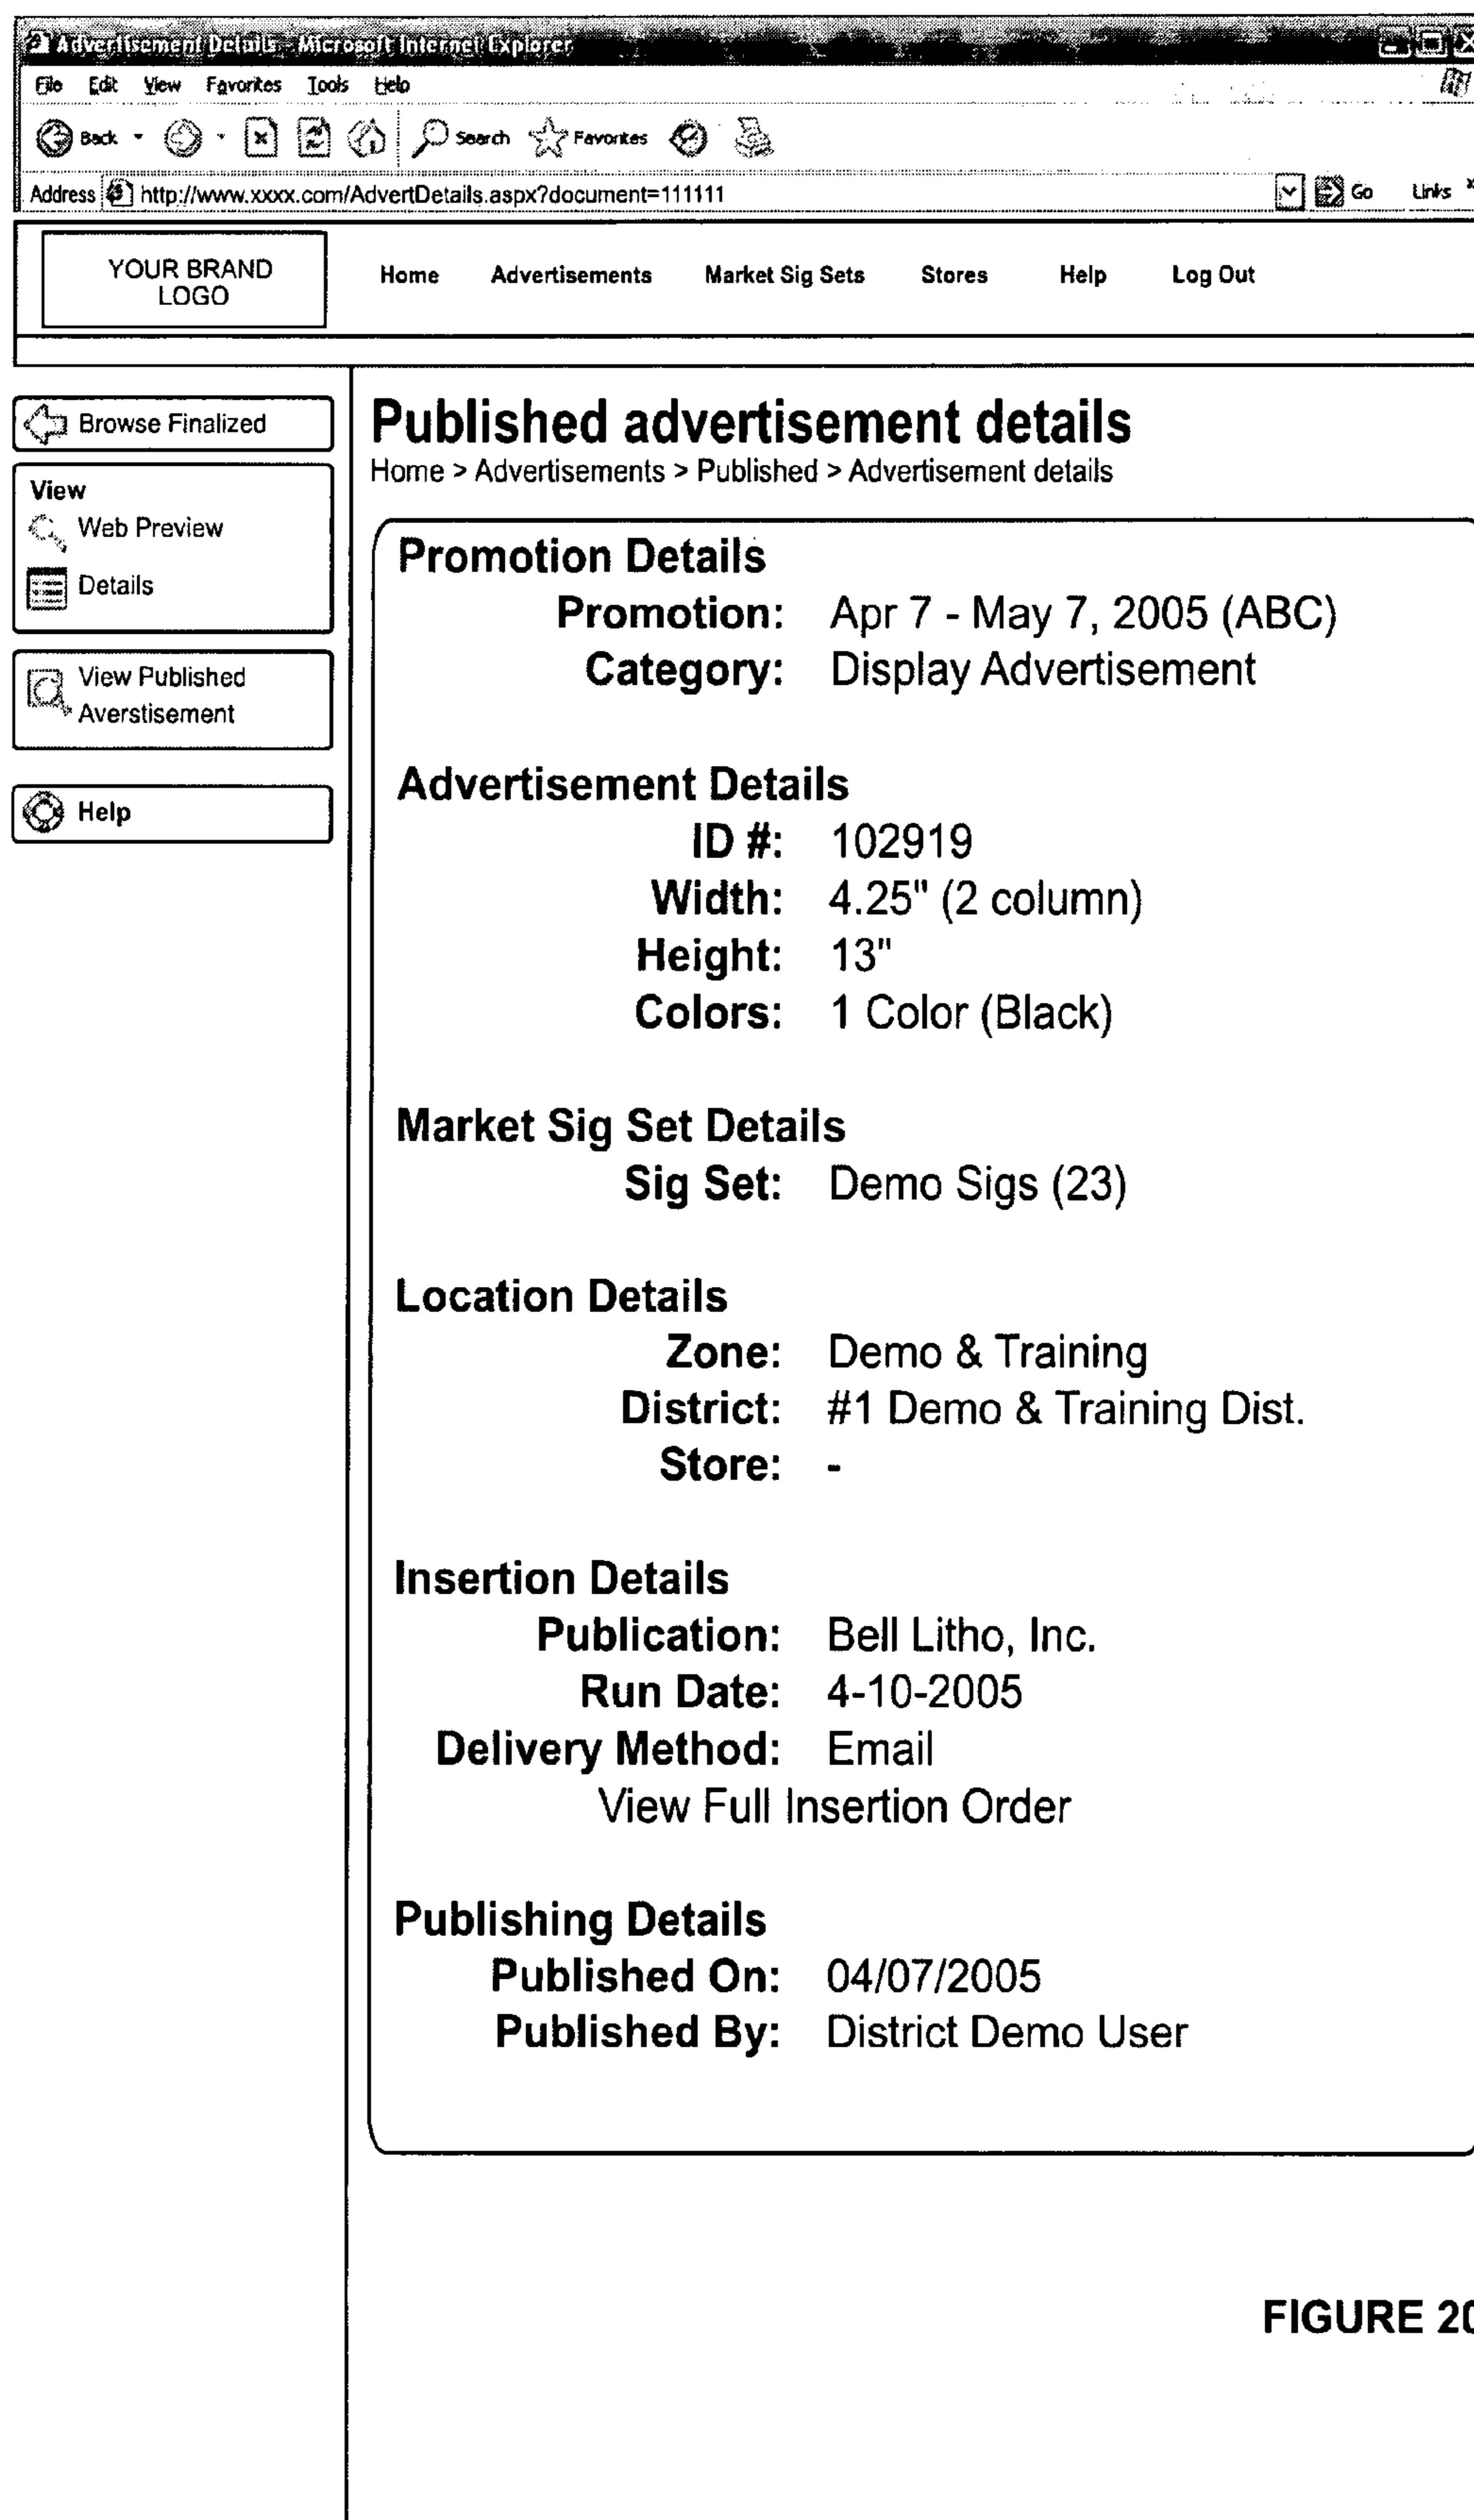 Advertisement Details - Microsoft Internet Explorer
File Edit View Favorites Tools Help
Back Search Favorites
Address http://www.xxxx.com/AdvertDetails.aspx?document=111111 Go Links
YOUR BRAND
LOGO
Home Advertisements Market Sig Sets Stores Help Log Out
Browse Finalized
View
Web Preview
Details
View Published
Averstisement
Help
Published advertisement details
Home > Advertisements > Published > Advertisement details
Promotion Details
Promotion: Apr 7 - May 7, 2005 (ABC)
Category: Display Advertisement
Advertisement Details
ID #: 102919
Width: 4.25" (2 column)
Height: 13"
Colors: 1 Color (Black)
Market Sig Set Details
Sig Set: Demo Sigs (23)
Location Details
Zone: Demo & Training
District: #1 Demo & Training Dist.
Store: -
Insertion Details
Publication: Bell Litho, Inc.
Run Date: 4-10-2005
Delivery Method: Email
View Full Insertion Order
Publishing Details
Published On: 04/07/2005
Published By: District Demo User
FIGURE 20